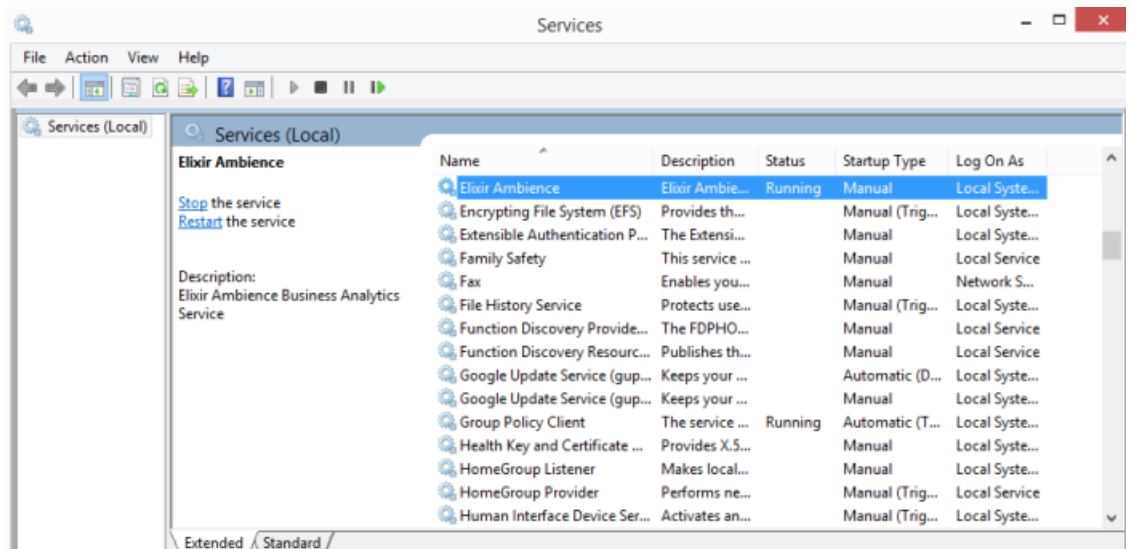 Services
File Action View Help
Services (Local)
Services (Local)
Elixir Ambience
Stop the service
Restart the service
Description:
Elixir Ambience Business Analytics
Service
Name Description Status Startup Type Log On As
Elixir Ambience Elixir Ambie... Running Manual Local Syste...
Encrypting File System (EFS) Provides th... Manual (Trig... Local Syste...
Extensible Authentication P... The Extensi... Manual Local Syste...
Family Safety This service ... Manual Local Service
Fax Enables you... Manual Network S...
File History Service Protects use... Manual (Trig... Local Syste...
Function Discovery Provide... The FDPHO... Manual Local Service
Function Discovery Resourc... Publishes th... Manual Local Service
Google Update Service (gup... Keeps your ... Automatic (D... Local Syste...
Google Update Service (gup... Keeps your ... Manual Local Syste...
Group Policy Client The service ... Running Automatic (T... Local Syste...
Health Key and Certificate ... Provides X.5... Manual Local Syste...
HomeGroup Listener Makes local... Manual Local Syste...
HomeGroup Provider Performs ne... Manual (Trig... Local Service
Human Interface Device Ser... Activates an... Manual (Trig... Local Syste...
Extended Standard